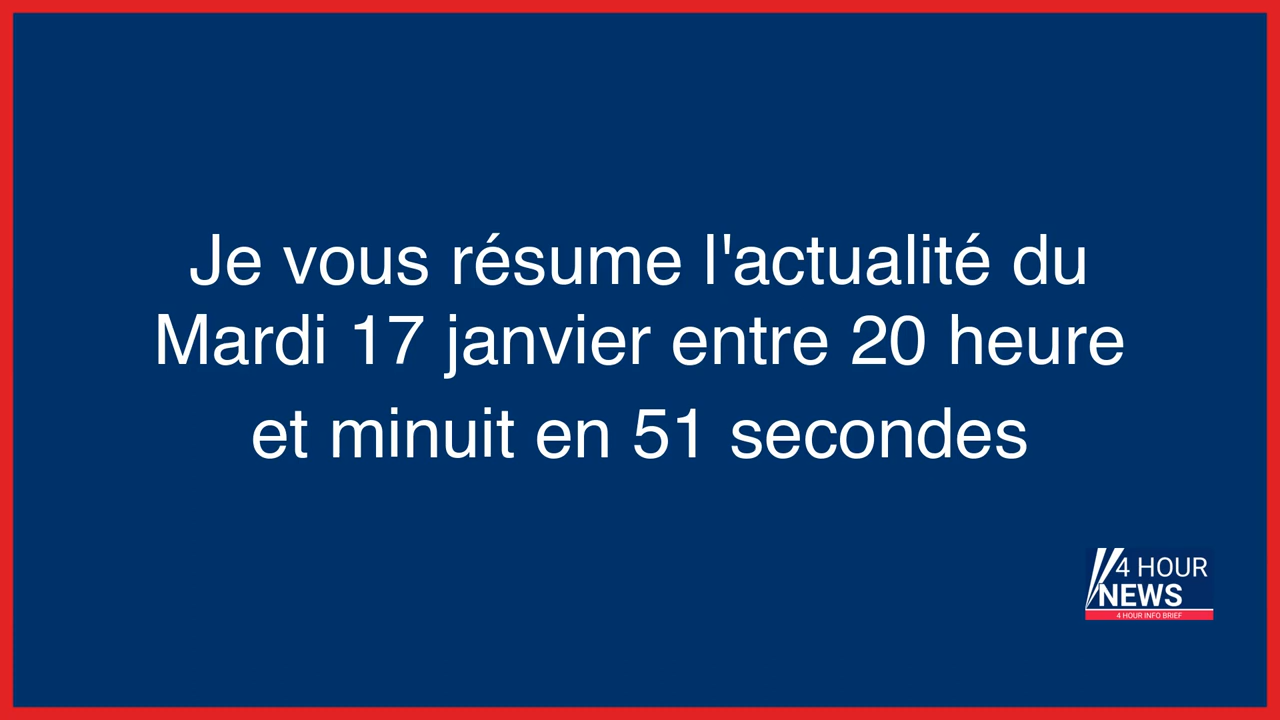 Je vous résume l'actualité du
Mardi 17 janvier entre 20 heure
et minuit en 51 secondes
4 HOUR
NEWS
4 HOUR INFO BRIEF